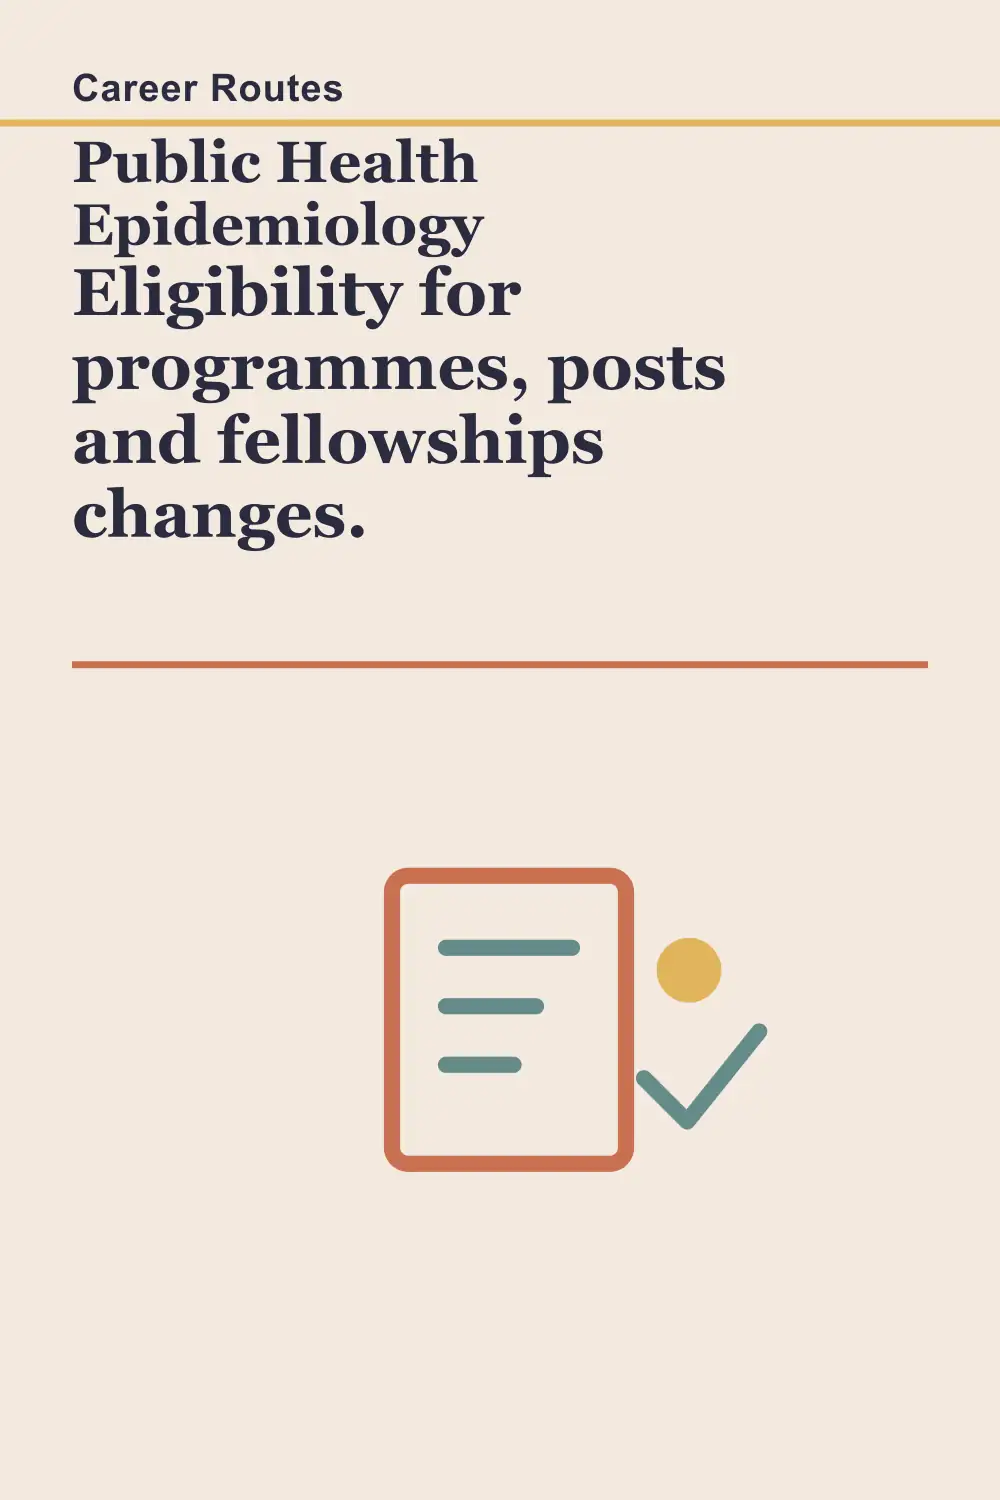 Career Routes
Public Health
Epidemiology
Eligibility for
programmes, posts
and fellowships
changes.